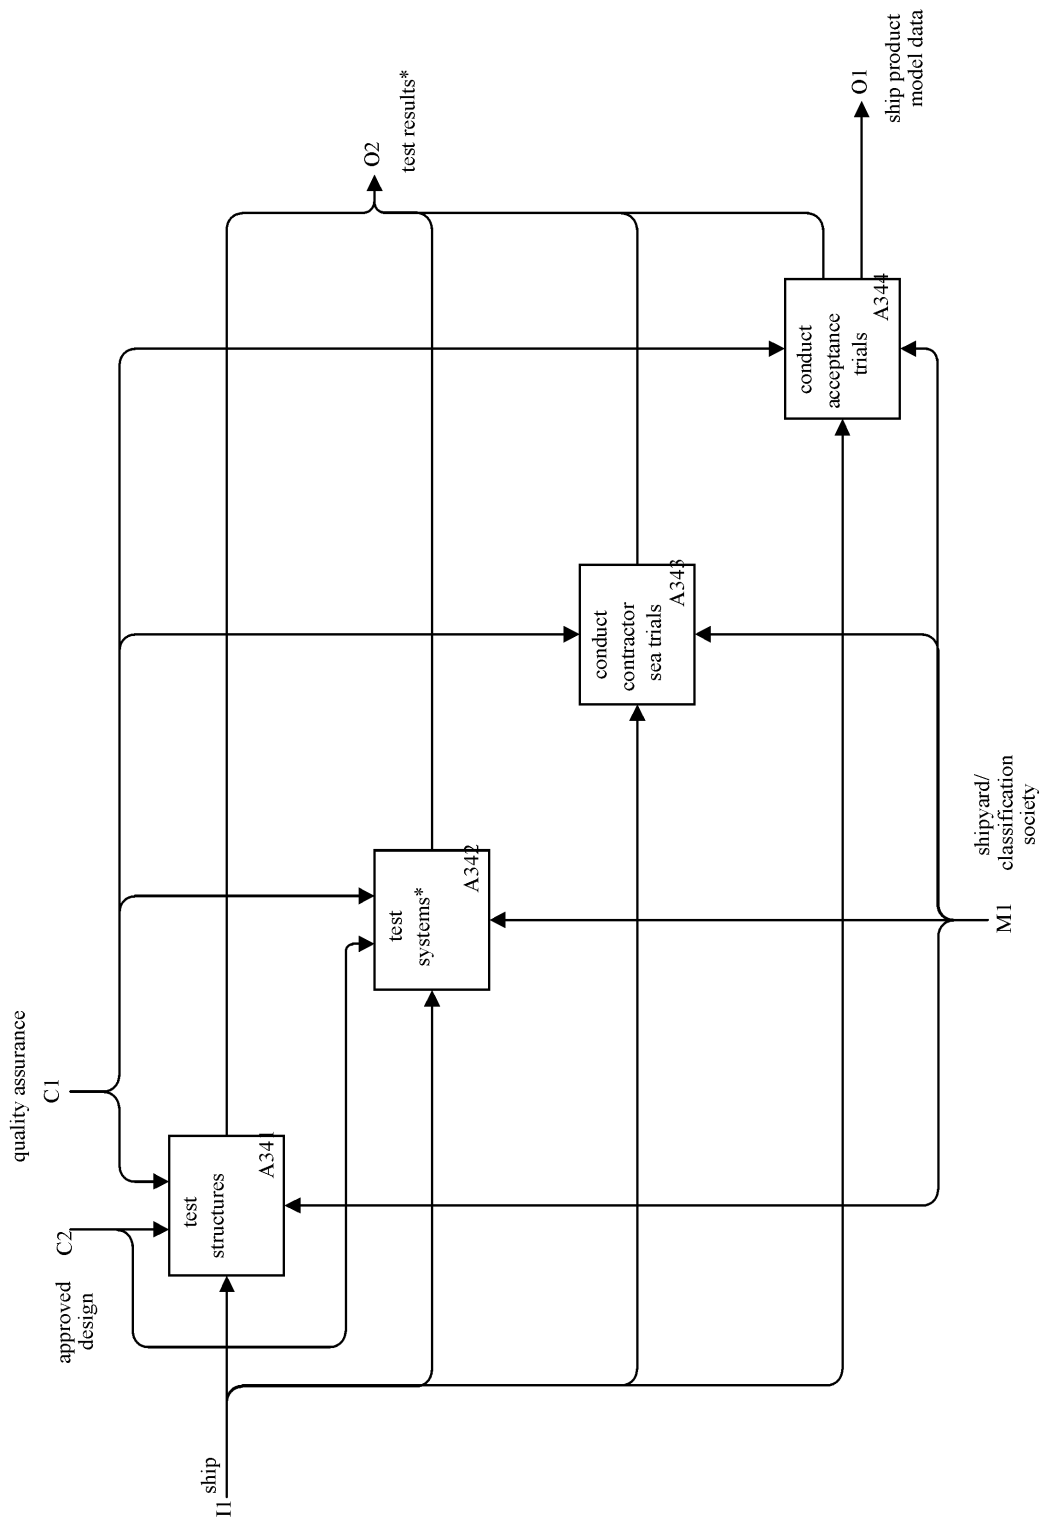 quality assurance
C1
C2
approved
design
ship
I1
test
structures
A341
test
systems*
A342
conduct
contractor
sea trials
A343
conduct
acceptance
trials
A344
O2
test results*
O1
ship product
model data
M1
shipyard/
classification
society